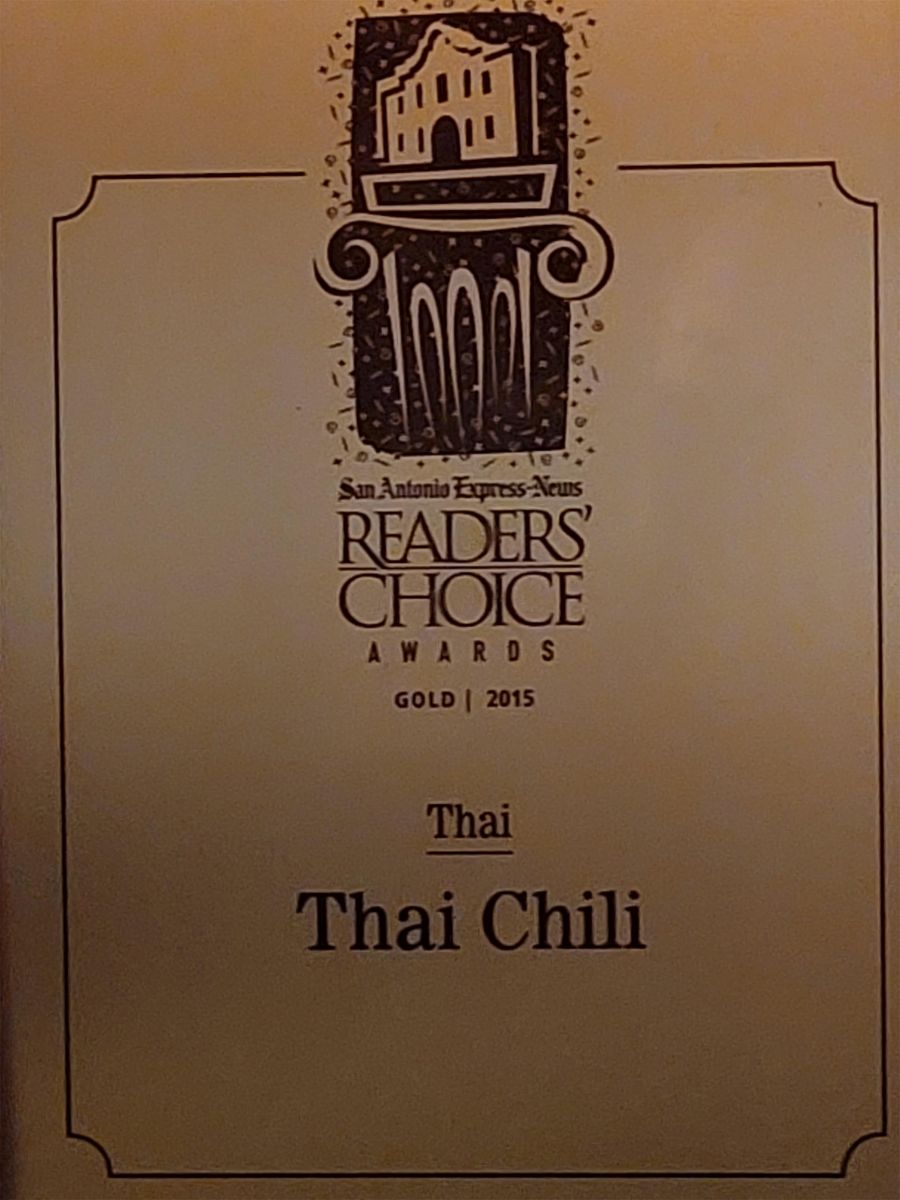 San Antonio Express-News
READERS'
CHOICE
AWARDS
GOLD | 2015
Thai
Thai Chili